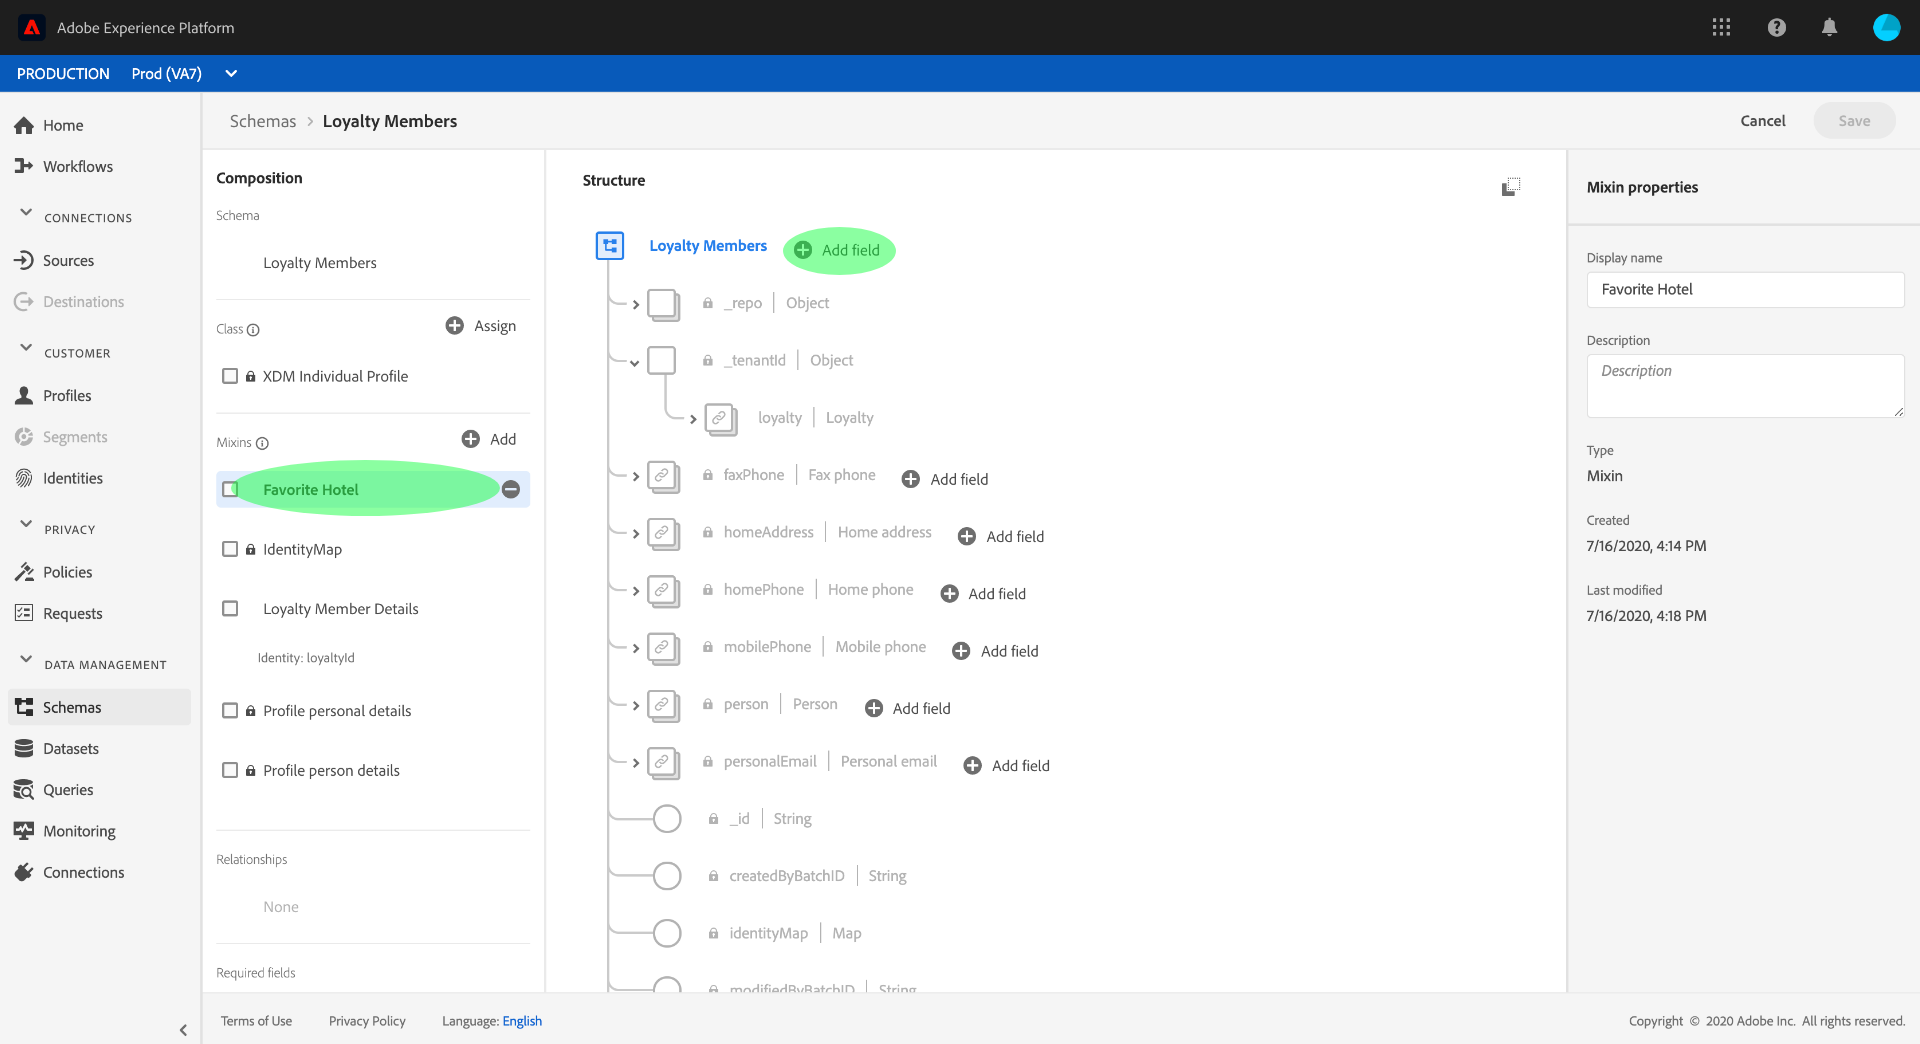 Adobe Experience Platform
PRODUCTION Prod (VA7)
Home
Workflows
CONNECTIONS
Sources
Destinations
CUSTOMER
Profiles
Segments
Identities
PRIVACY
Policies
Requests
DATA MANAGEMENT
Schemas
Datasets
Queries
Monitoring
Connections
Schemas > Loyalty Members
Cancel Save
Composition
Schema
Loyalty Members
Class
Assign
XDM Individual Profile
Mixins
Add
Favorite Hotel
IdentityMap
Loyalty Member Details
Identity: loyaltyId
Profile personal details
Profile person details
Relationships
None
Required fields
Structure
Loyalty Members Add field
_repo | Object
_tenantId | Object
loyalty | Loyalty
faxPhone | Fax phone Add field
homeAddress | Home address Add field
homePhone | Home phone Add field
mobilePhone | Mobile phone Add field
person | Person Add field
personalEmail | Personal email Add field
_id | String
createdByBatchID | String
identityMap | Map
modifiedByBatchID | String
Mixin properties
Display name
Favorite Hotel
Description
Description
Type
Mixin
Created
7/16/2020, 4:14 PM
Last modified
7/16/2020, 4:18 PM
Terms of Use Privacy Policy Language: English
Copyright © 2020 Adobe Inc. All rights reserved.